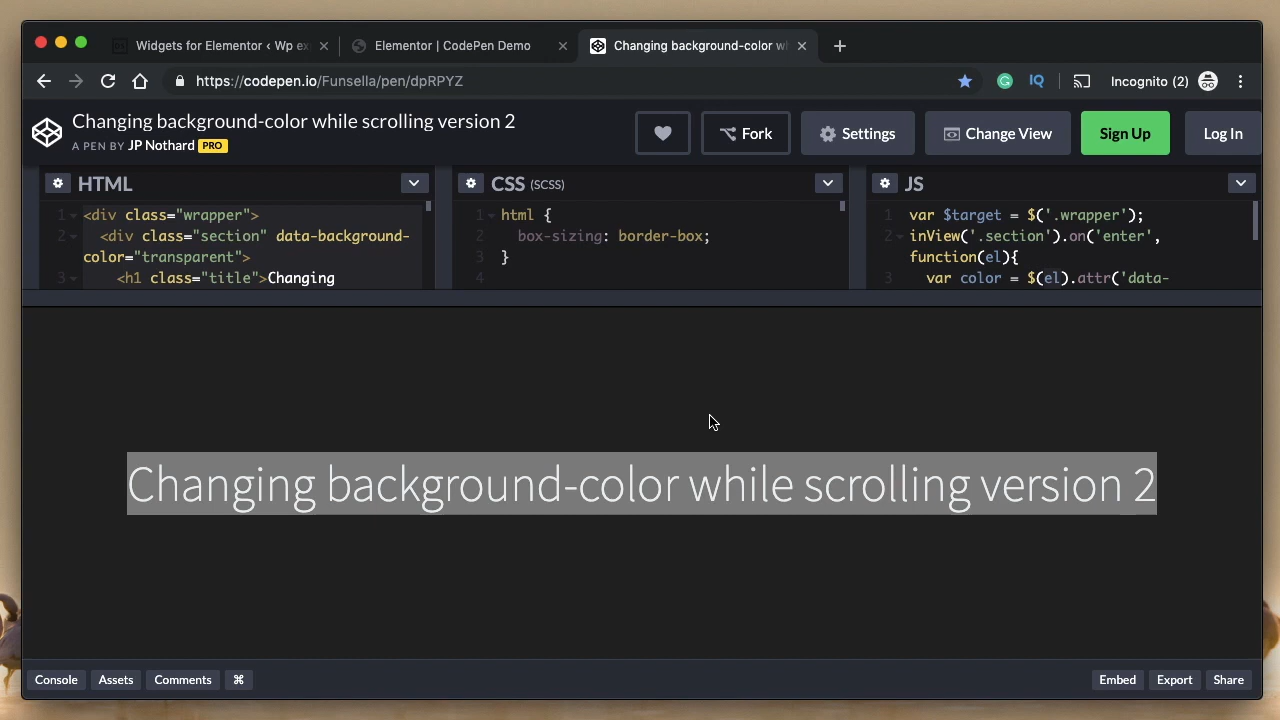 Widgets for Elementor ‹ Wp ex
Elementor | CodePen Demo
Changing background-color w
https://codepen.io/Funsella/pen/dpRPYZ
IQ
Incognito (2)
Changing background-color while scrolling version 2
A PEN BY JP Nothard PRO
Fork
Settings
Change View
Sign Up
Log In
HTML
1 <div class="wrapper">
2 <div class="section" data-background-
color="transparent">
3 <h1 class="title">Changing
CSS (SCSS)
1 html {
2 box-sizing: border-box;
3 }
4
JS
1 var $target = $('.wrapper');
2 inView('.section').on('enter',
function(el){
3 var color = $(el).attr('data-
Changing background-color while scrolling version 2
Console
Assets
Comments
⌘
Embed
Export
Share